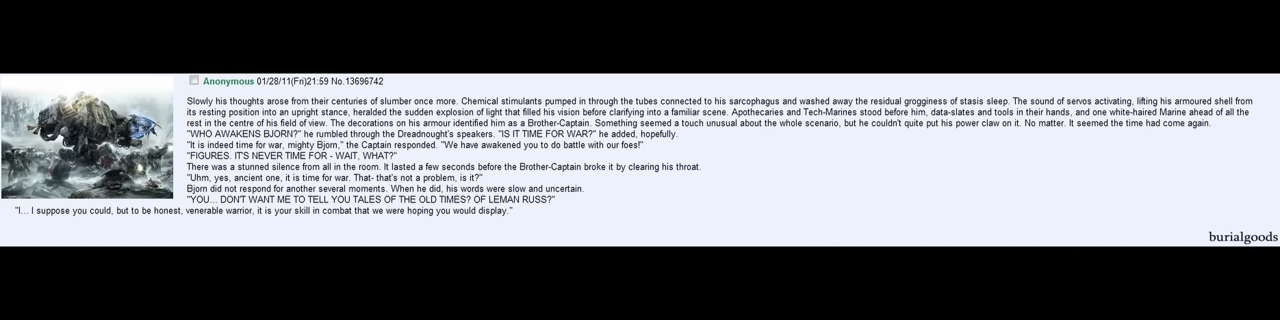 Anonymous 01/28/11(Fri)21:59 No.13696742
Slowly his thoughts arose from their centuries of slumber once more. Chemical stimulants pumped in through the tubes connected to his sarcophagus and washed away the residual grogginess of stasis sleep. The sound of servos activating, lifting his armoured shell from
its resting position into an upright stance, heralded the sudden explosion of light that filled his vision before clarifying into a familiar scene. Apothecaries and Tech-Marines stood before him, data-slates and tools in their hands, and one white-haired Marine ahead of all the
rest in the centre of his field of view. The decorations on his armour identified him as a Brother-Captain. Something seemed a touch unusual about the whole scenario, but he couldn't quite put his power claw on it. No matter. It seemed the time had come again.
"WHO AWAKENS BJORN?" he rumbled through the Dreadnought's speakers. "IS IT TIME FOR WAR?" he added, hopefully.
"It is indeed time for war, mighty Bjorn," the Captain responded. "We have awakened you to do battle with our foes!"
"FIGURES. IT'S NEVER TIME FOR - WAIT, WHAT?"
There was a stunned silence from all in the room. It lasted a few seconds before the Brother-Captain broke it by clearing his throat.
"Uhm, yes, ancient one, it is time for war. That- that's not a problem, is it?"
Bjorn did not respond for another several moments. When he did, his words were slow and uncertain.
"YOU... DON'T WANT ME TO TELL YOU TALES OF THE OLD TIMES? OF LEMAN RUSS?"
"I... I suppose you could, but to be honest, venerable warrior, it is your skill in combat that we were hoping you would display."
burialgoods